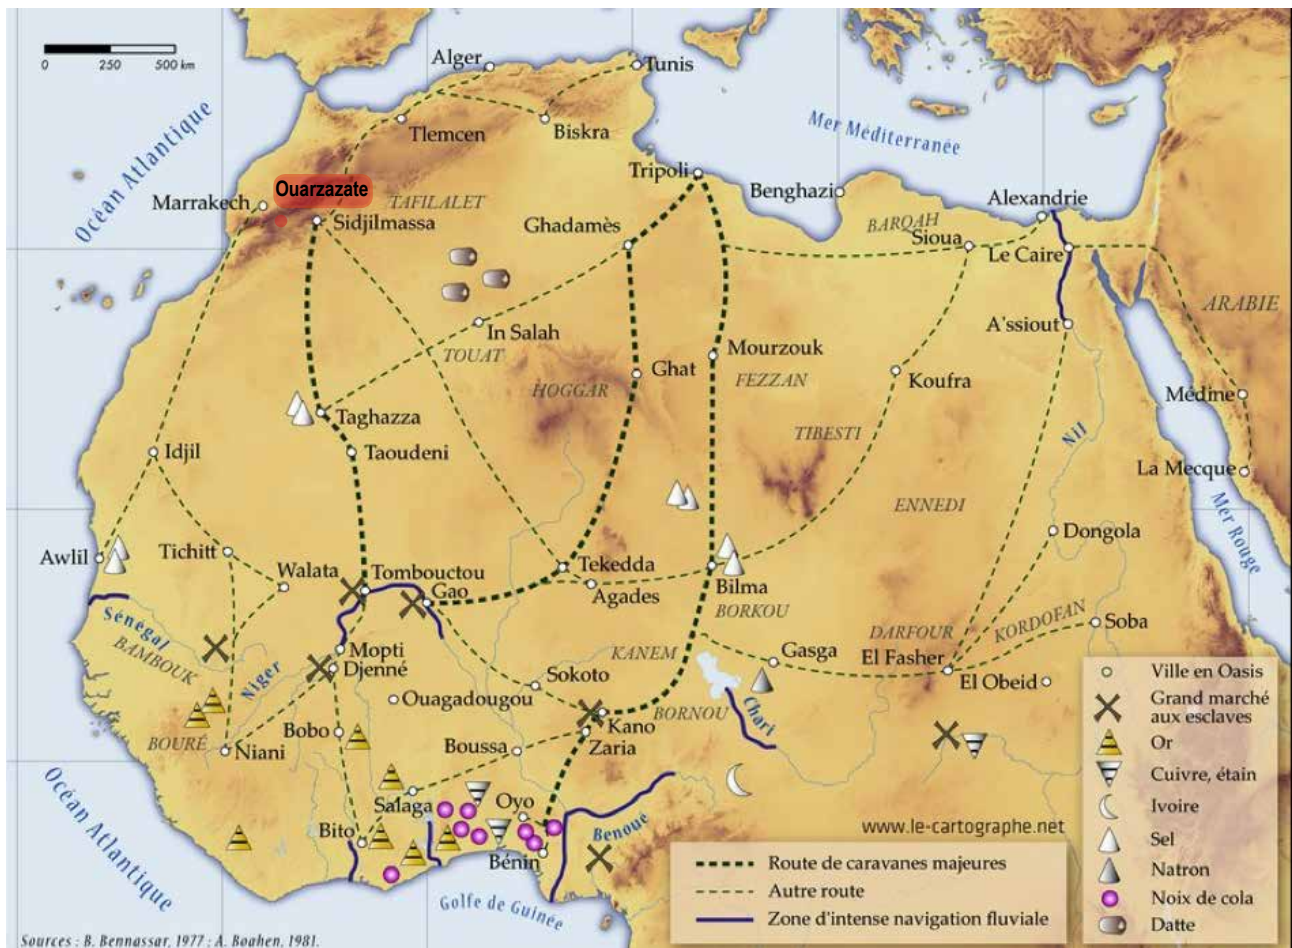 0 250 500 km
Alger
Tunis
Océan Atlantique
Tlemcen
Biskra
Mer Méditerranée
Tripoli
Ouarzazate
Benghazi
Marrakech
TAFILALET
Alexandrie
Sidjilmassa
Ghadamès
BARQAH
Sioua
Le Caire
ARABIE
In Salah
A'ssiout
TOUAT
Mourzouk
Ghat
FEZZAN
Koufra
HOGGAR
Médine
Taghazza
TIBESTI
Nil
Idjil
Taoudeni
La Mecque
ENNEDI
Mer Rouge
Dongola
Awlil
Tichitt
Walata
Tombouctou
Tekedda
Gao
Agades
Bilma
BORKOU
Sénégal
BAMBOUK
DARFOUR
KORDOFAN
Soba
Mopti
KANEM
Gasga
El Fasher
Djenné
Niger
Sokoto
El Obeid
Ouagadougou
Kano
BORNOU
Chari
Bobo
Zaria
BOURÉ
Niani
Boussa
Salaga
Oyo
Bito
Benoué
Bénin
www.le-cartographe.net
Océan Atlantique
Golfe de Guinée
Route de caravanes majeures
Autre route
Zone d'intense navigation fluviale
Ville en Oasis
Grand marché
aux esclaves
Or
Cuivre, étain
Ivoire
Sel
Natron
Noix de cola
Datte
Sources : B. Bennassar, 1977 ; A. Boahen, 1981.